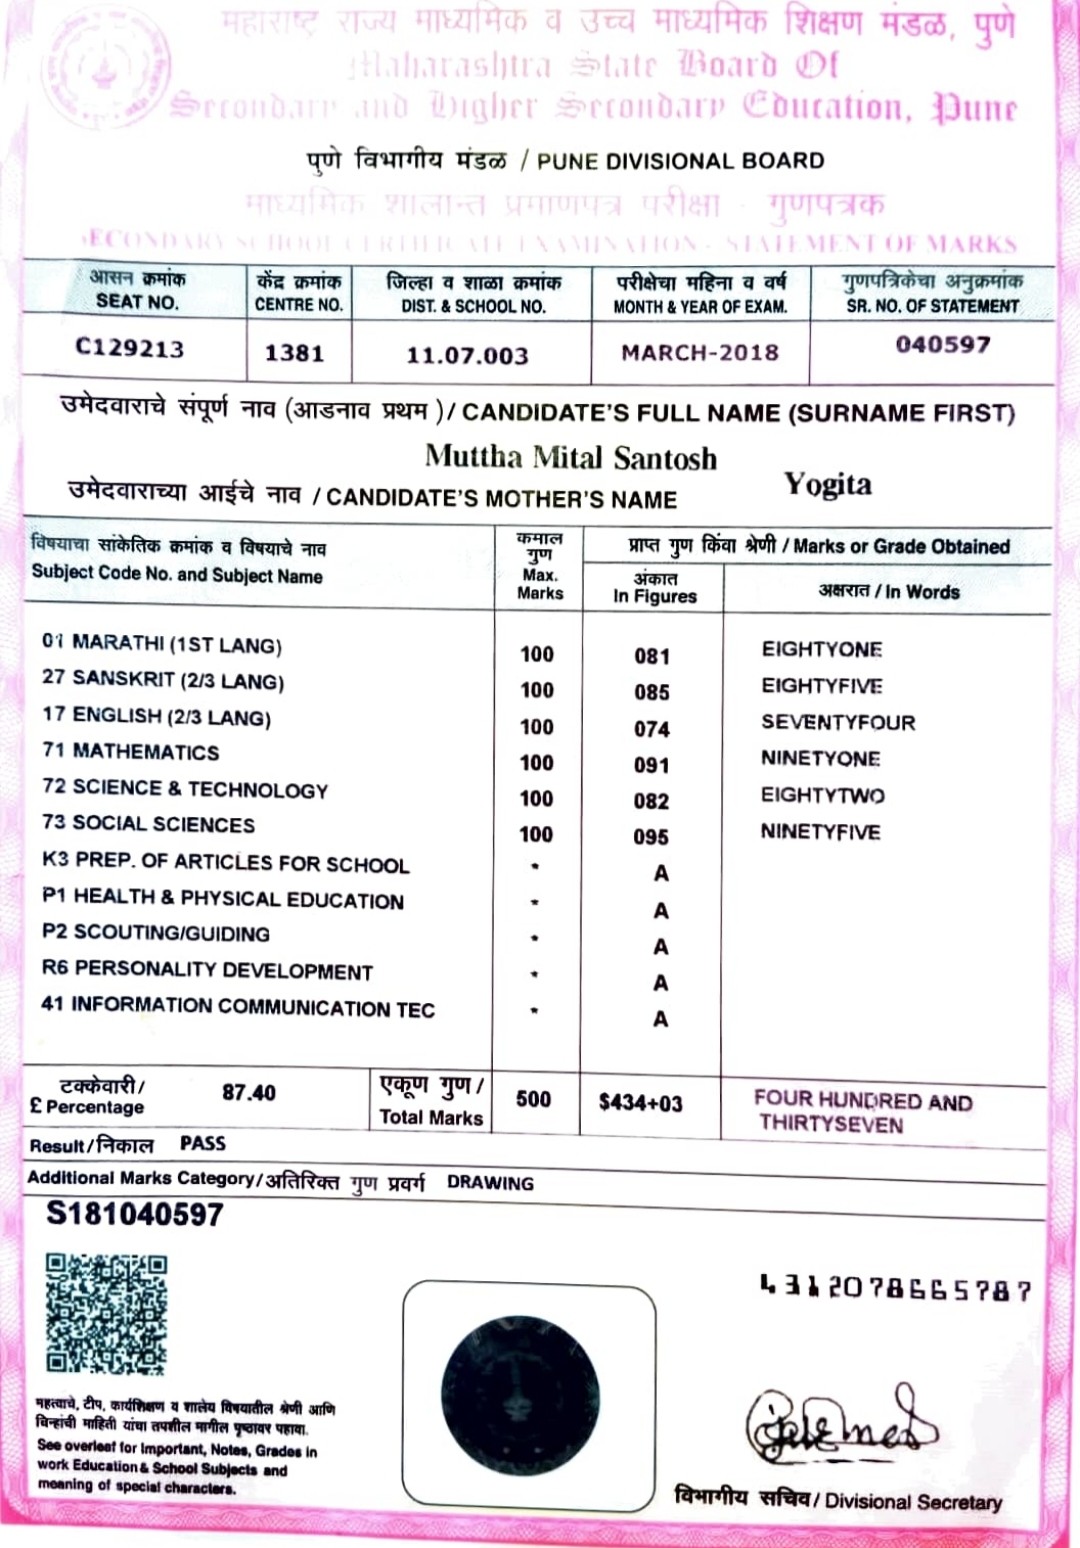 महाराष्ट्र राज्य माध्यमिक व उच्च माध्यमिक शिक्षण मंडळ, पुणे
Maharashtra State Board Of
Secondary and Higher Secondary Education, Pune
पुणे विभागीय मंडळ / PUNE DIVISIONAL BOARD
माध्यमिक शालान्त प्रमाणपत्र परीक्षा - गुणपत्रक
SECONDARY SCHOOL CERTIFICATE EXAMINATION - STATEMENT OF MARKS
आसन क्रमांक केंद्र क्रमांक जिल्हा व शाळा क्रमांक परीक्षेचा महिना व वर्ष गुणपत्रिकेचा अनुक्रमांक
SEAT NO. CENTRE NO. DIST. & SCHOOL NO. MONTH & YEAR OF EXAM. SR. NO. OF STATEMENT
C129213 1381 11.07.003 MARCH-2018 040597
उमेदवाराचे संपूर्ण नाव (आडनाव प्रथम )/ CANDIDATE'S FULL NAME (SURNAME FIRST)
Muttha Mital Santosh
उमेदवाराच्या आईचे नाव / CANDIDATE'S MOTHER'S NAME Yogita
विषयाचा सांकेतिक क्रमांक व विषयाचे नाव
Subject Code No. and Subject Name
कमाल
गुण
Max.
Marks
प्राप्त गुण किंवा श्रेणी / Marks or Grade Obtained
अंकात
In Figures
अक्षरात / In Words
01 MARATHI (1ST LANG) 100 081 EIGHTYONE
27 SANSKRIT (2/3 LANG) 100 085 EIGHTYFIVE
17 ENGLISH (2/3 LANG) 100 074 SEVENTYFOUR
71 MATHEMATICS 100 091 NINETYONE
72 SCIENCE & TECHNOLOGY 100 082 EIGHTYTWO
73 SOCIAL SCIENCES 100 095 NINETYFIVE
K3 PREP. OF ARTICLES FOR SCHOOL * A
P1 HEALTH & PHYSICAL EDUCATION * A
P2 SCOUTING/GUIDING * A
R6 PERSONALITY DEVELOPMENT * A
41 INFORMATION COMMUNICATION TEC * A
टक्केवारी/
£ Percentage
87.40
एकूण गुण /
Total Marks
500 $434+03
FOUR HUNDRED AND
THIRTYSEVEN
Result/निकाल PASS
Additional Marks Category/अतिरिक्त गुण प्रवर्ग DRAWING
S181040597
4312078665787
महत्वाचे, टीप, कार्यशिक्षण व शालेय विषयातील श्रेणी आणि
चिन्हांची माहिती यांचा तपशील मागील पृष्ठावर पहावा.
See overleaf for Important, Notes, Grades in
work Education & School Subjects and
meaning of special characters.
विभागीय सचिव/ Divisional Secretary